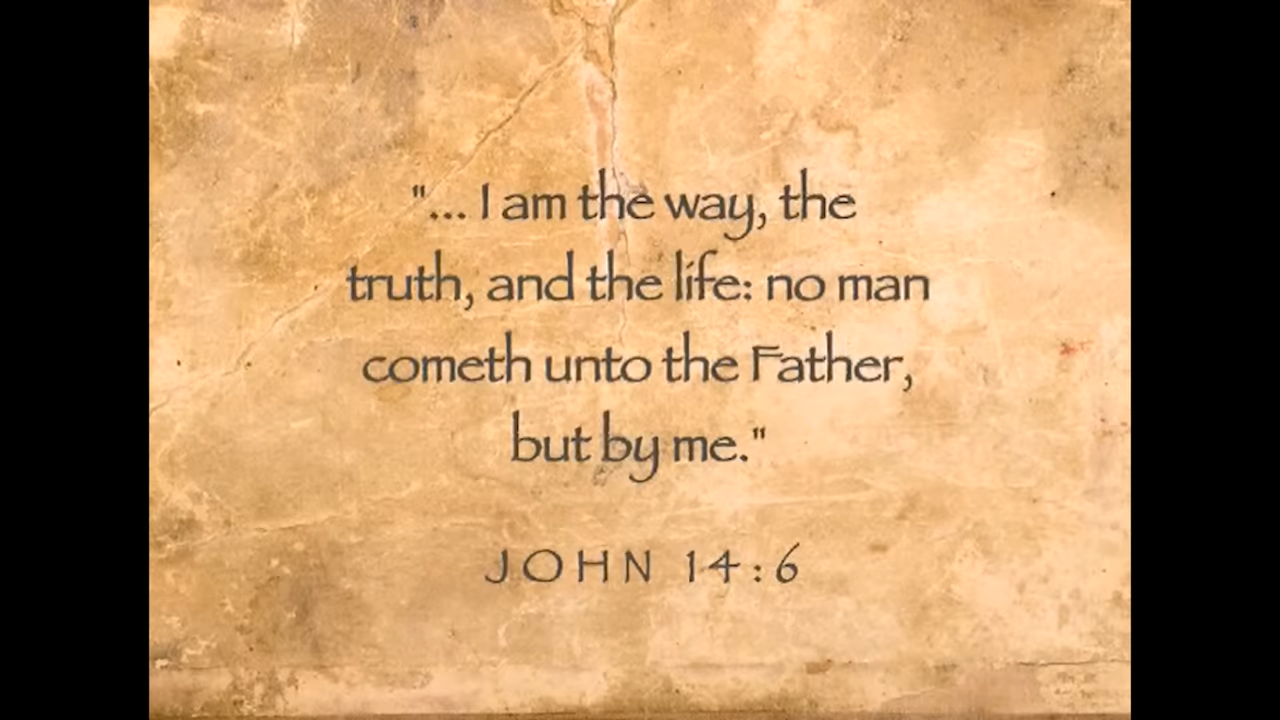 "... I am the way, the
truth, and the life: no man
cometh unto the Father,
but by me."
JOHN 14:6